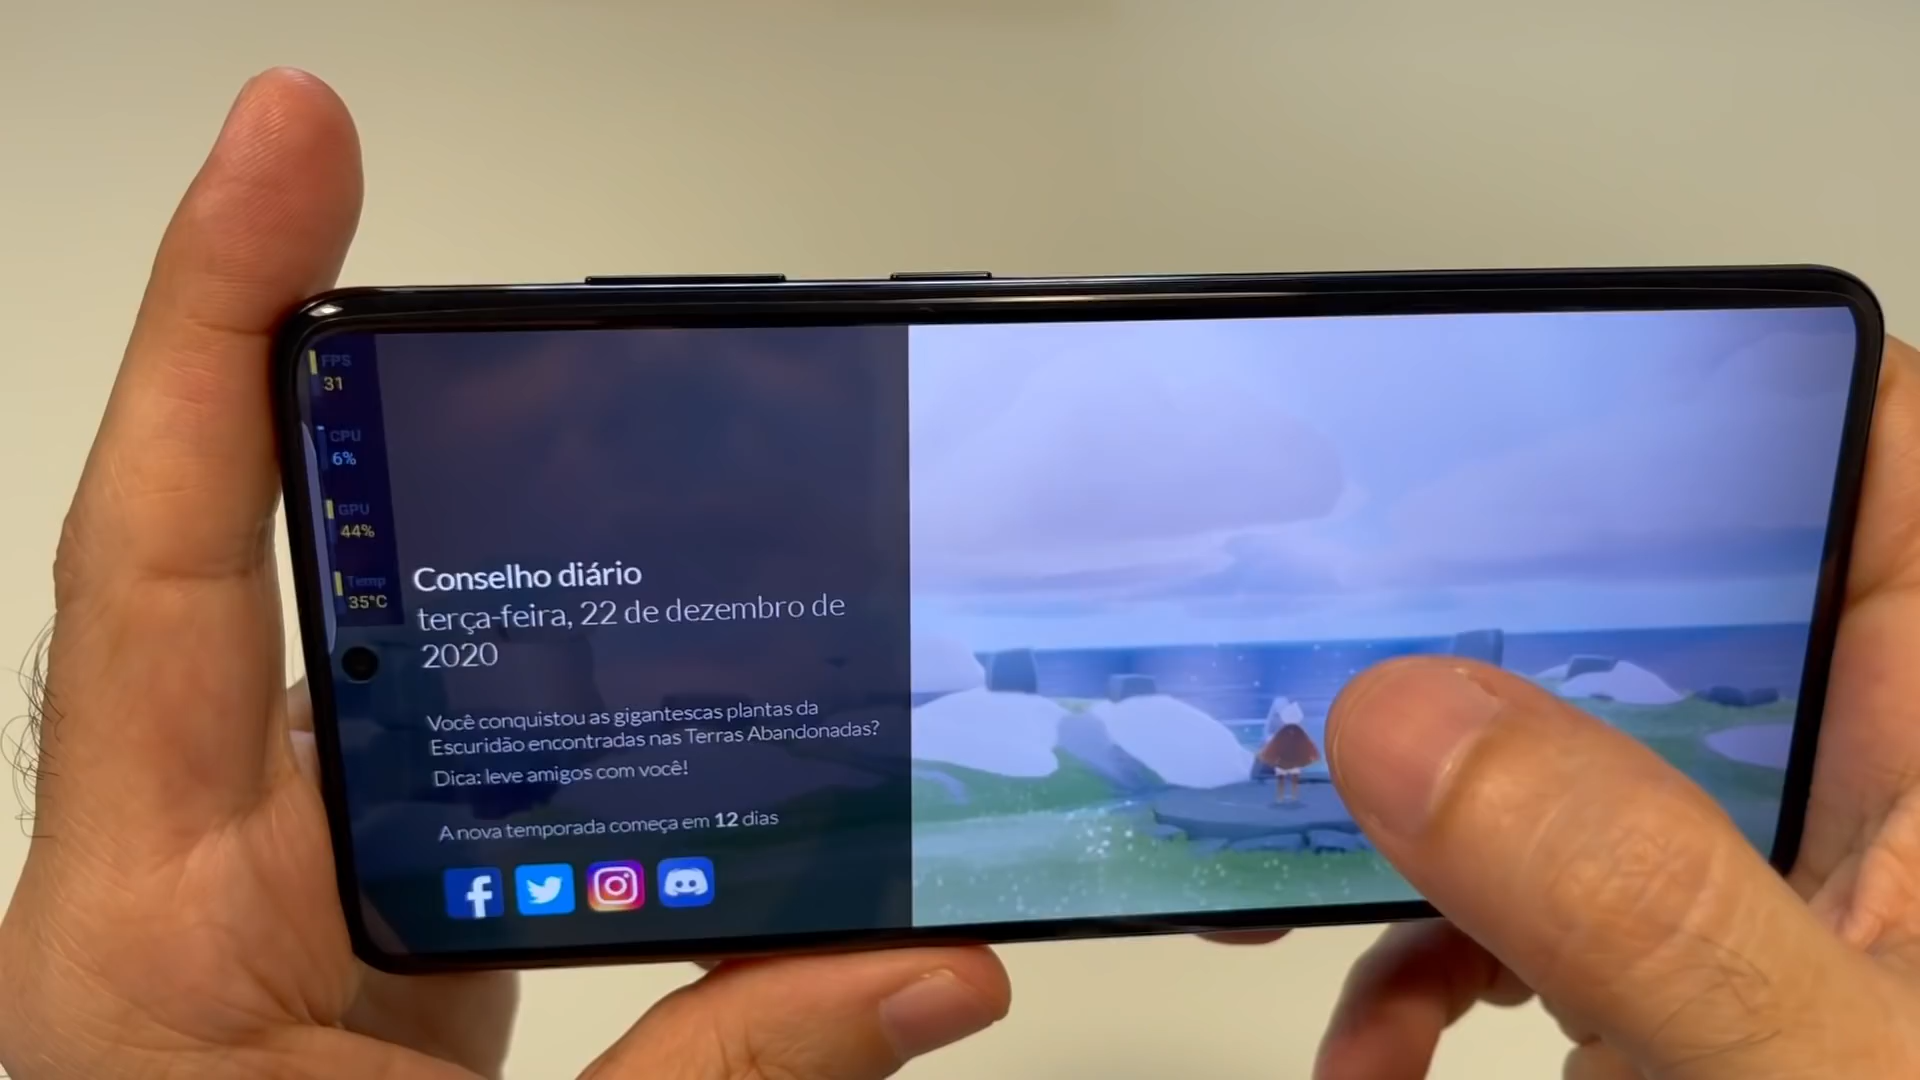 FPS
31
CPU
6%
GPU
44%
Temp
35°C
Conselho diário
terça-feira, 22 de dezembro de
2020
Você conquistou as gigantescas plantas da
Escuridão encontradas nas Terras Abandonadas?
Dica: leve amigos com você!
A nova temporada começa em 12 dias